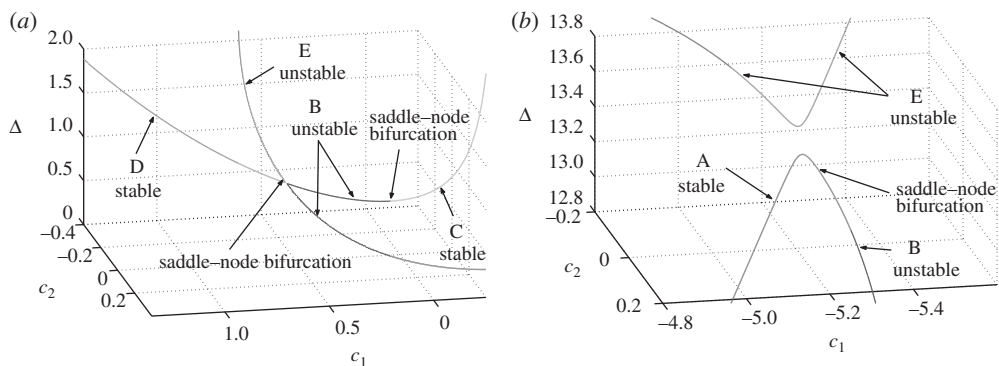 (a)
2.0
1.5
Δ 1.0
0.5
0
–0.4
–0.2
c2 0
0.2
1.0 0.5 0
c1
E
unstable
B
unstable
saddle–node
bifurcation
D
stable
C
stable
saddle–node bifurcation
(b)
13.8
13.6
13.4
Δ
13.2
13.0
12.8
–0.2
c2 0
0.2
–4.8 –5.0 –5.2 –5.4
c1
E
unstable
A
stable
saddle–node
bifurcation
B
unstable